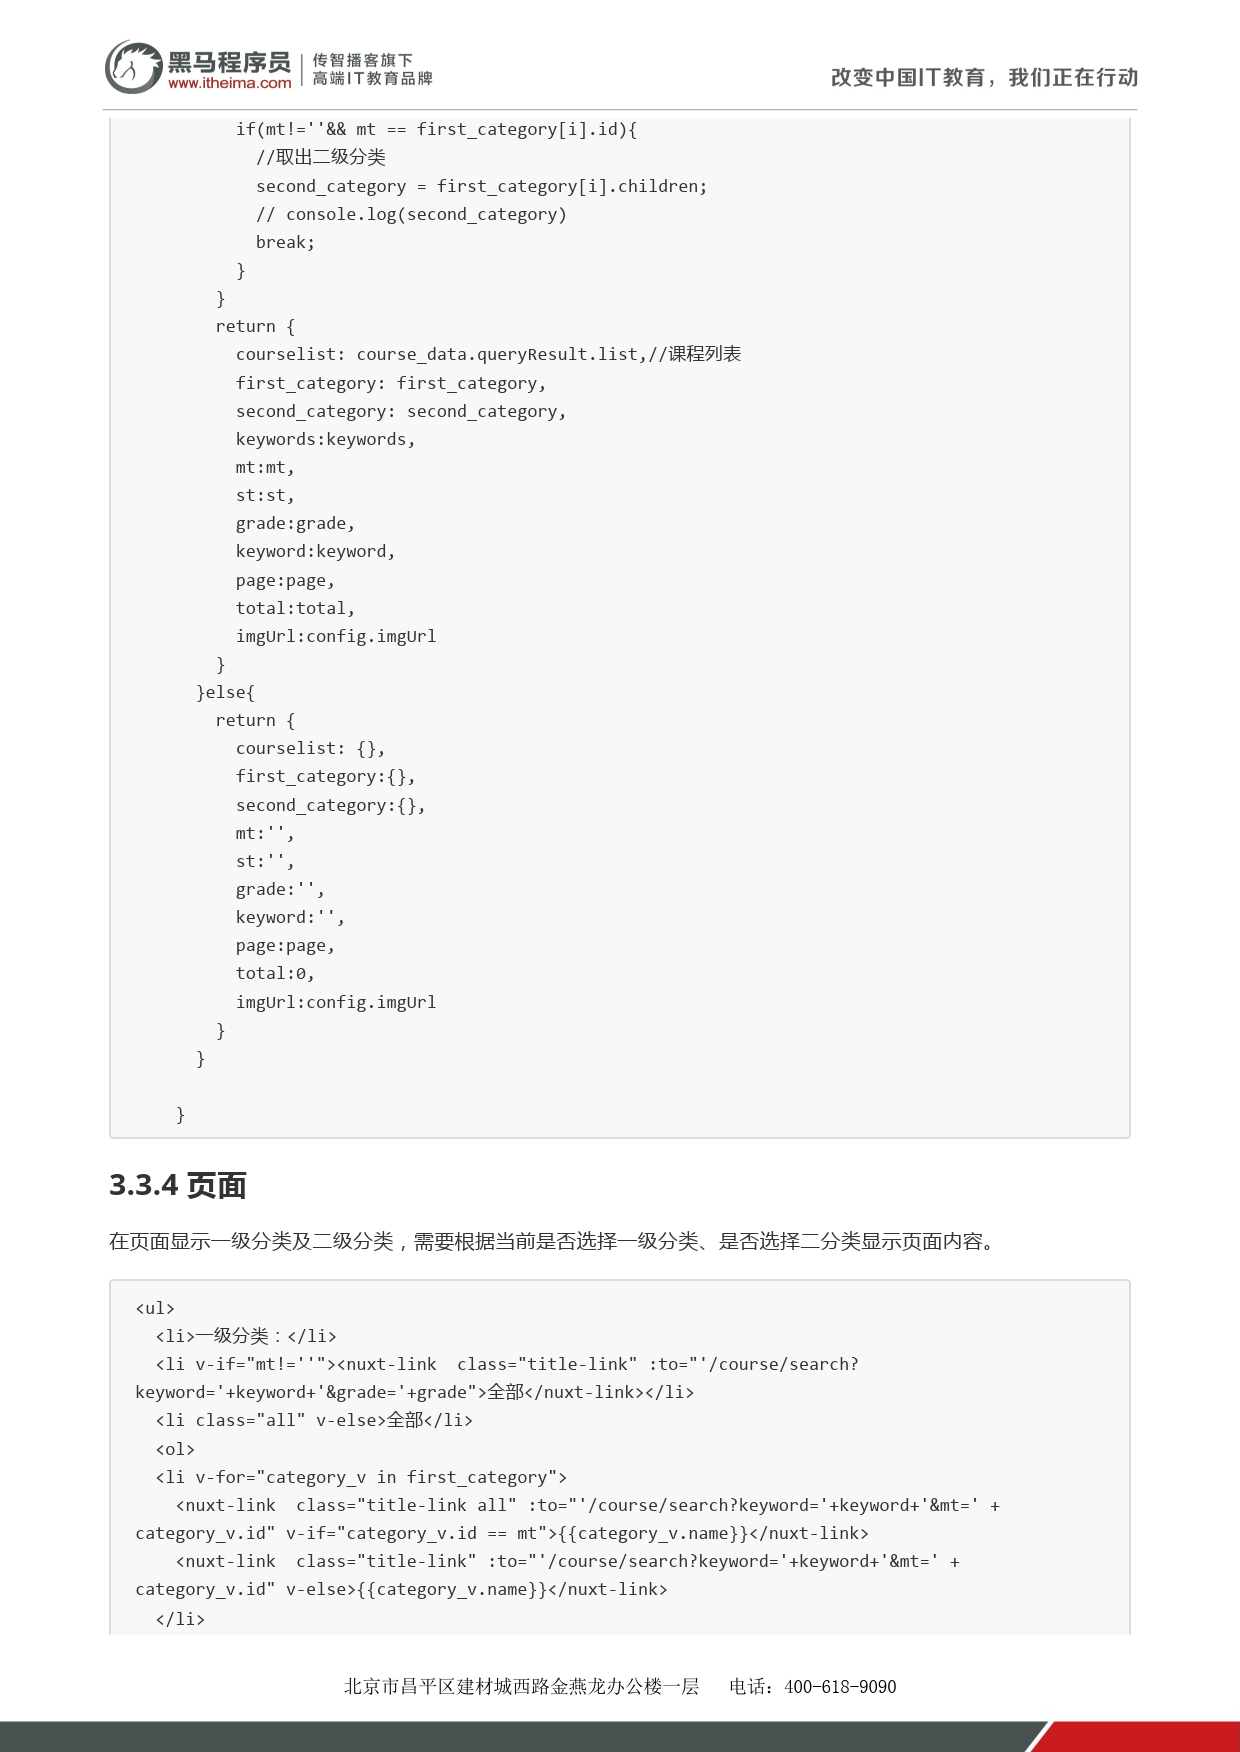 黑马程序员
www.itheima.com
传智播客旗下
高端IT教育品牌
改变中国IT教育，我们正在行动
          if(mt!=''&& mt == first_category[i].id){
            //取出二级分类
            second_category = first_category[i].children;
            // console.log(second_category)
            break;
          }
        }
        return {
          courselist: course_data.queryResult.list,//课程列表
          first_category: first_category,
          second_category: second_category,
          keywords:keywords,
          mt:mt,
          st:st,
          grade:grade,
          keyword:keyword,
          page:page,
          total:total,
          imgUrl:config.imgUrl
        }
      }else{
        return {
          courselist: {},
          first_category:{},
          second_category:{},
          mt:'',
          st:'',
          grade:'',
          keyword:'',
          page:page,
          total:0,
          imgUrl:config.imgUrl
        }
      }

    }
3.3.4 页面
在页面显示一级分类及二级分类，需要根据当前是否选择一级分类、是否选择二分类显示页面内容。
<ul>
  <li>一级分类：</li>
  <li v-if="mt!=''"><nuxt-link  class="title-link" :to="'/course/search?
keyword='+keyword+'&grade='+grade">全部</nuxt-link></li>
  <li class="all" v-else>全部</li>
  <ol>
  <li v-for="category_v in first_category">
    <nuxt-link  class="title-link all" :to="'/course/search?keyword='+keyword+'&mt=' +
category_v.id" v-if="category_v.id == mt">{{category_v.name}}</nuxt-link>
    <nuxt-link  class="title-link" :to="'/course/search?keyword='+keyword+'&mt=' +
category_v.id" v-else>{{category_v.name}}</nuxt-link>
  </li>
北京市昌平区建材城西路金燕龙办公楼一层   电话：400-618-9090